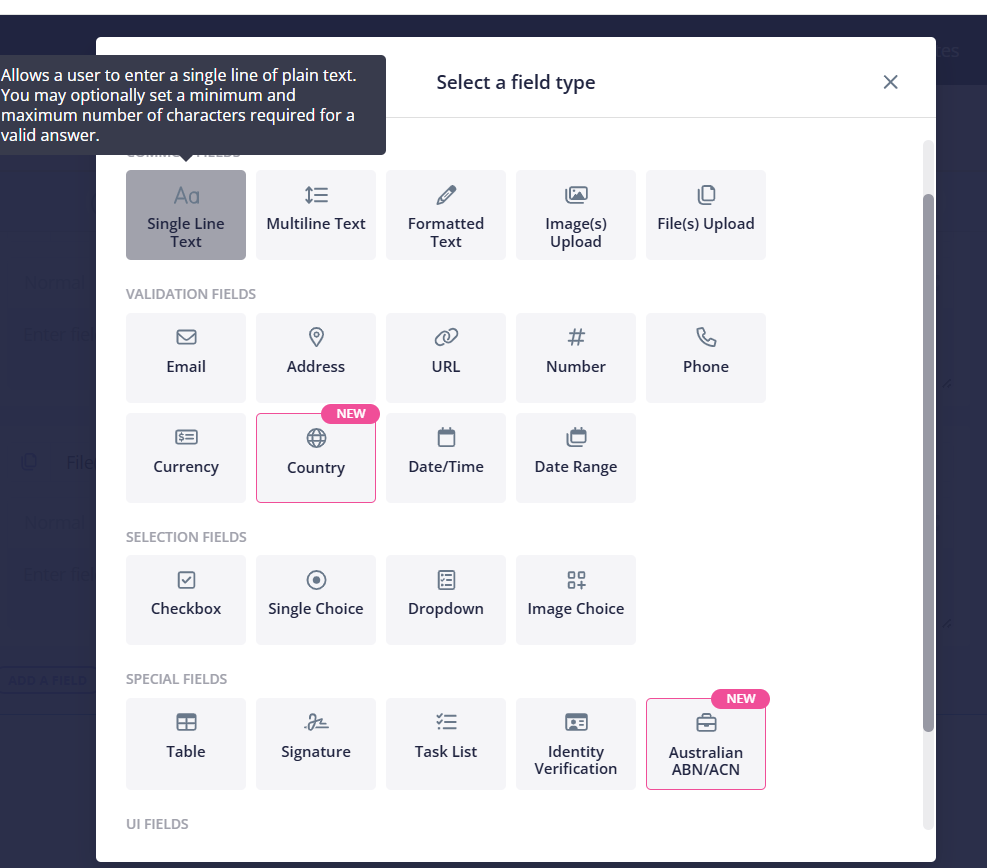 Allows a user to enter a single line of plain text.
You may optionally set a minimum and
maximum number of characters required for a
valid answer.
Select a field type
Aa
Single Line
Text
Multiline Text
Formatted
Text
Image(s)
Upload
File(s) Upload
VALIDATION FIELDS
Email
Address
URL
Number
Phone
Currency
NEW
Country
Date/Time
Date Range
SELECTION FIELDS
Checkbox
Single Choice
Dropdown
Image Choice
SPECIAL FIELDS
Table
Signature
Task List
Identity
Verification
NEW
Australian
ABN/ACN
UI FIELDS
ADD A FIELD